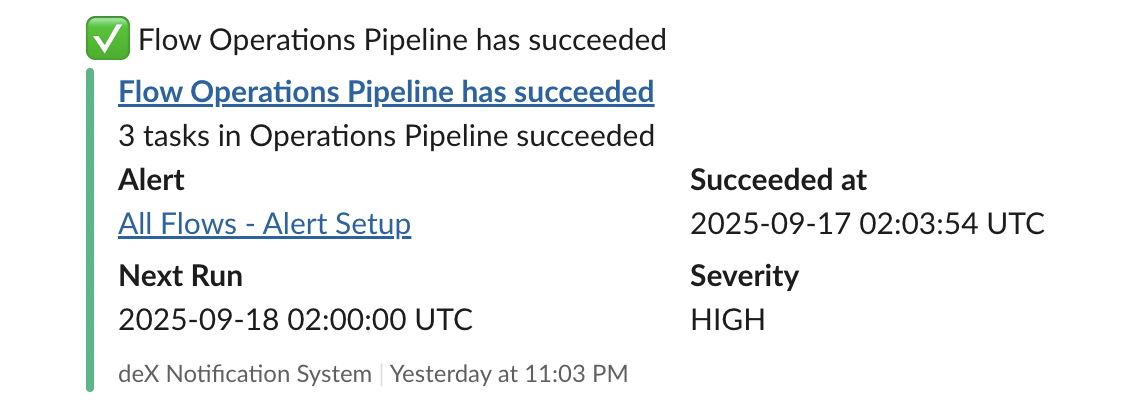 ✅ Flow Operations Pipeline has succeeded
Flow Operations Pipeline has succeeded
3 tasks in Operations Pipeline succeeded
Alert
All Flows - Alert Setup
Succeeded at
2025-09-17 02:03:54 UTC
Next Run
2025-09-18 02:00:00 UTC
Severity
HIGH
deX Notification System | Yesterday at 11:03 PM